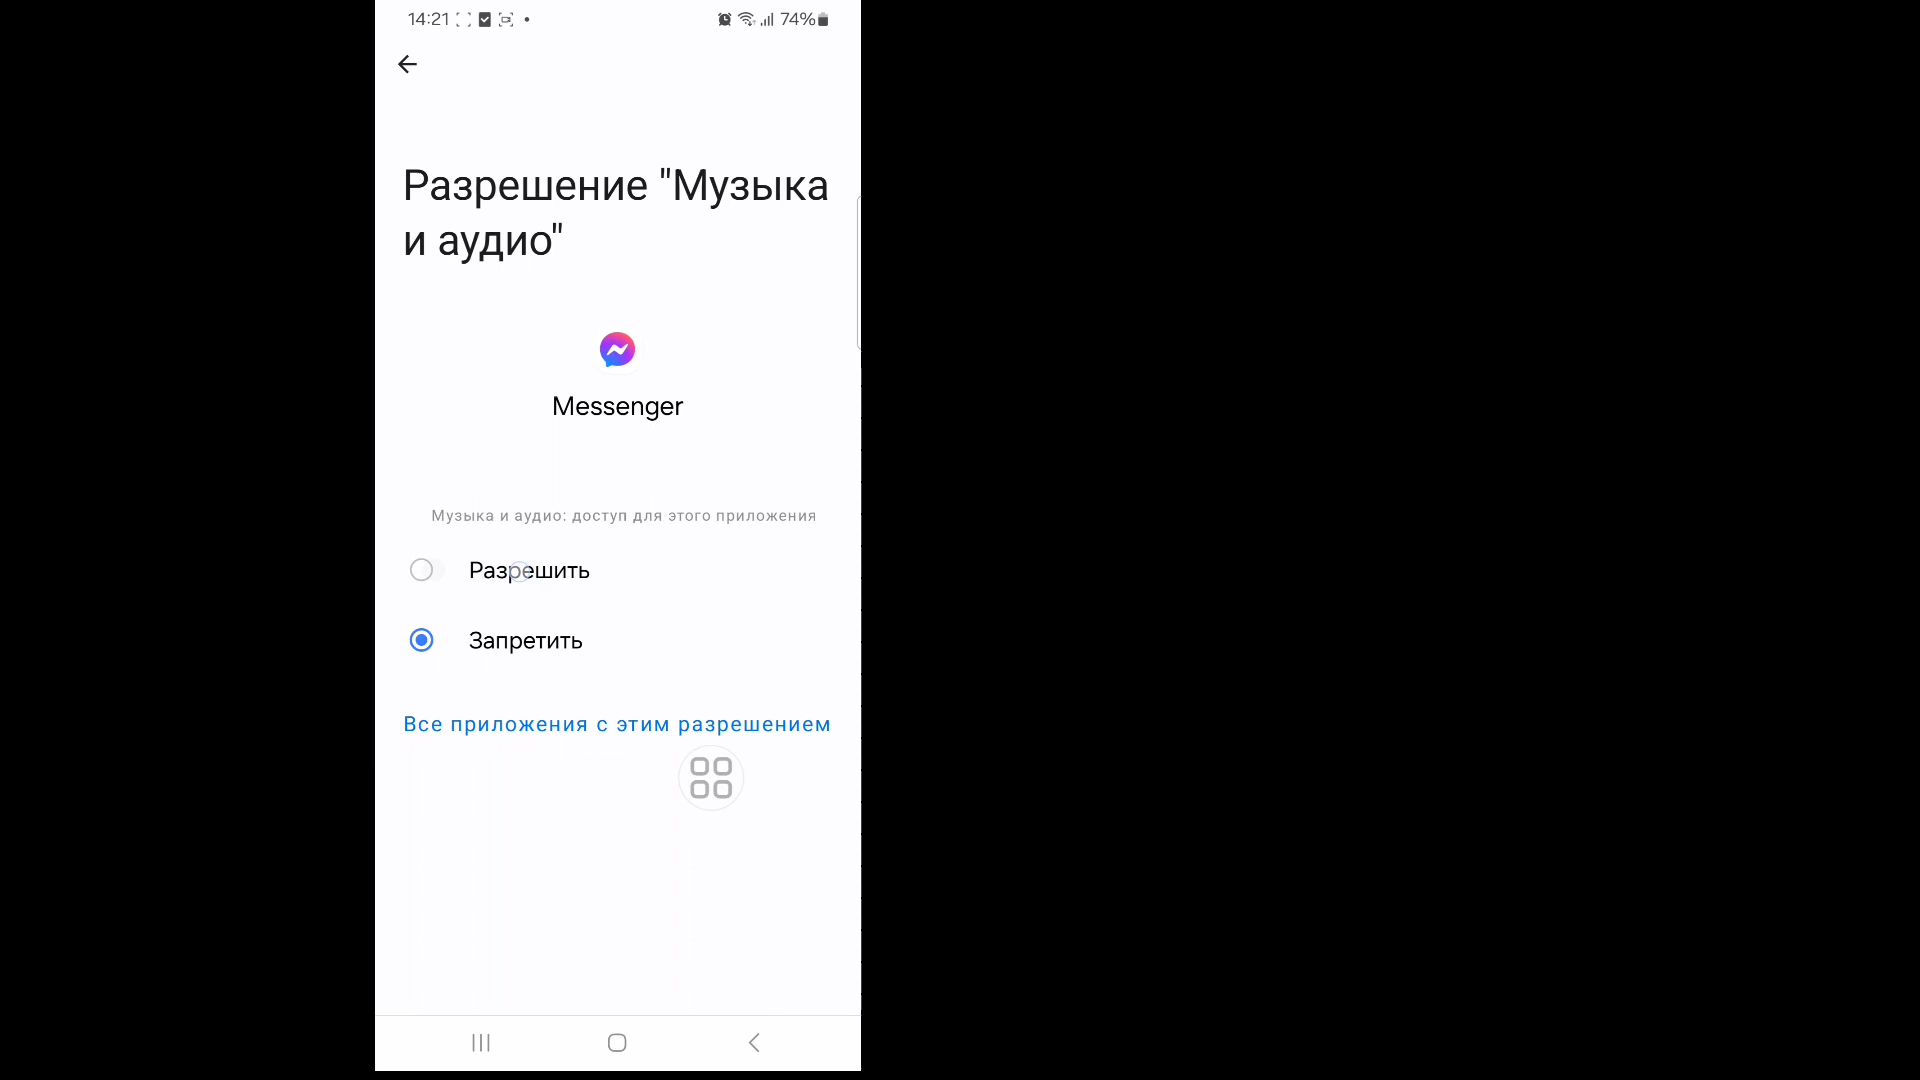 14:21 74%
Разрешение "Музыка
и аудио"
Messenger
Музыка и аудио: доступ для этого приложения
Разрешить
Запретить
Все приложения с этим разрешением